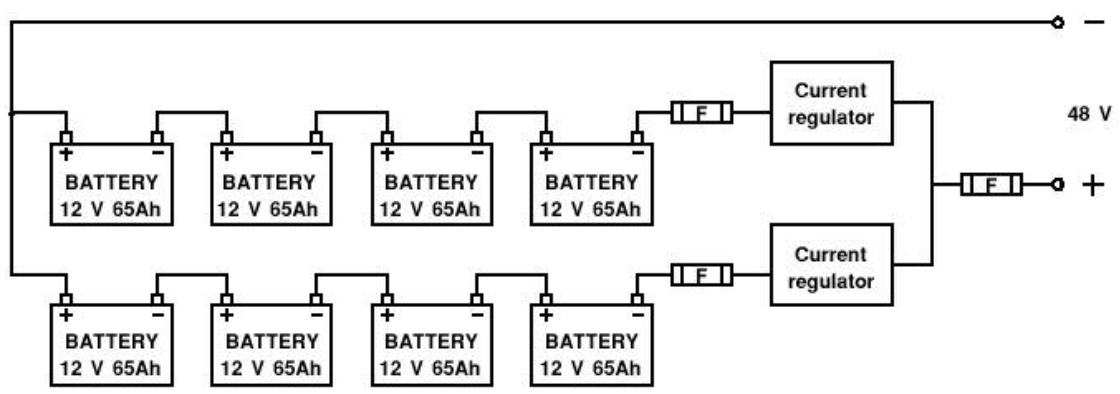 −
Current
regulator
F
48 V
+ −
+ −
+ −
+ −
BATTERY
12 V 65Ah
BATTERY
12 V 65Ah
BATTERY
12 V 65Ah
BATTERY
12 V 65Ah
F
+
Current
regulator
F
+ −
+ −
+ −
+ −
BATTERY
12 V 65Ah
BATTERY
12 V 65Ah
BATTERY
12 V 65Ah
BATTERY
12 V 65Ah